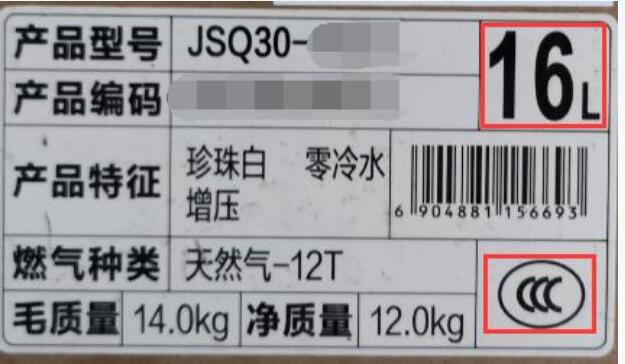 产品型号 JSQ30-
16L
产品编码
产品特征 珍珠白 零冷水
增压
6 904881 156693
燃气种类 天然气-12T
CCC
毛质量 14.0kg 净质量 12.0kg